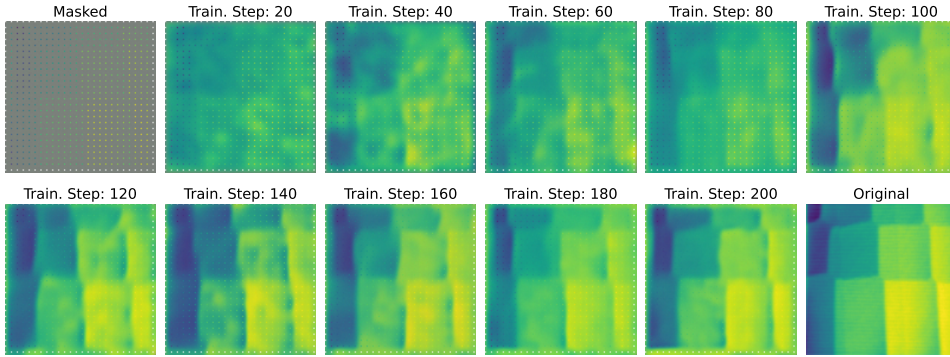 Masked
Train. Step: 20
Train. Step: 40
Train. Step: 60
Train. Step: 80
Train. Step: 100
Train. Step: 120
Train. Step: 140
Train. Step: 160
Train. Step: 180
Train. Step: 200
Original